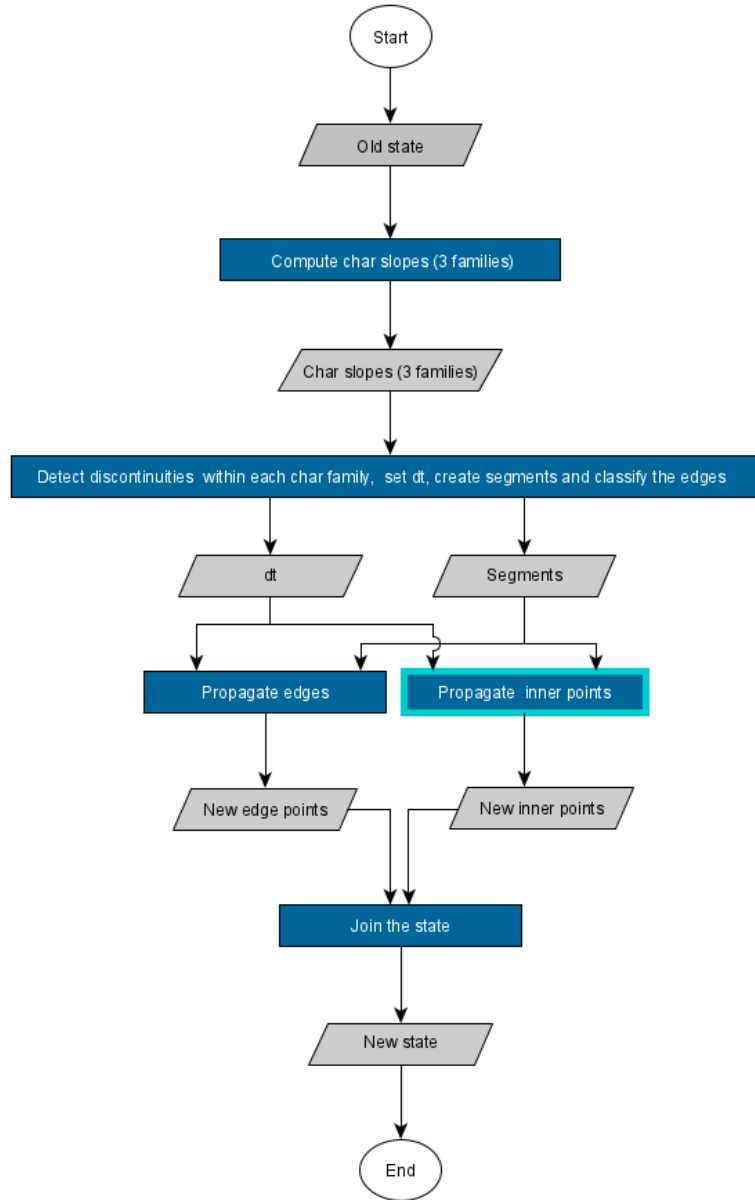 Start
Old state
Compute char slopes (3 families)
Char slopes (3 families)
Detect discontinuities within each char family, set dt, create segments and classify the edges
dt
Segments
Propagate edges
Propagate inner points
New edge points
New inner points
Join the state
New state
End